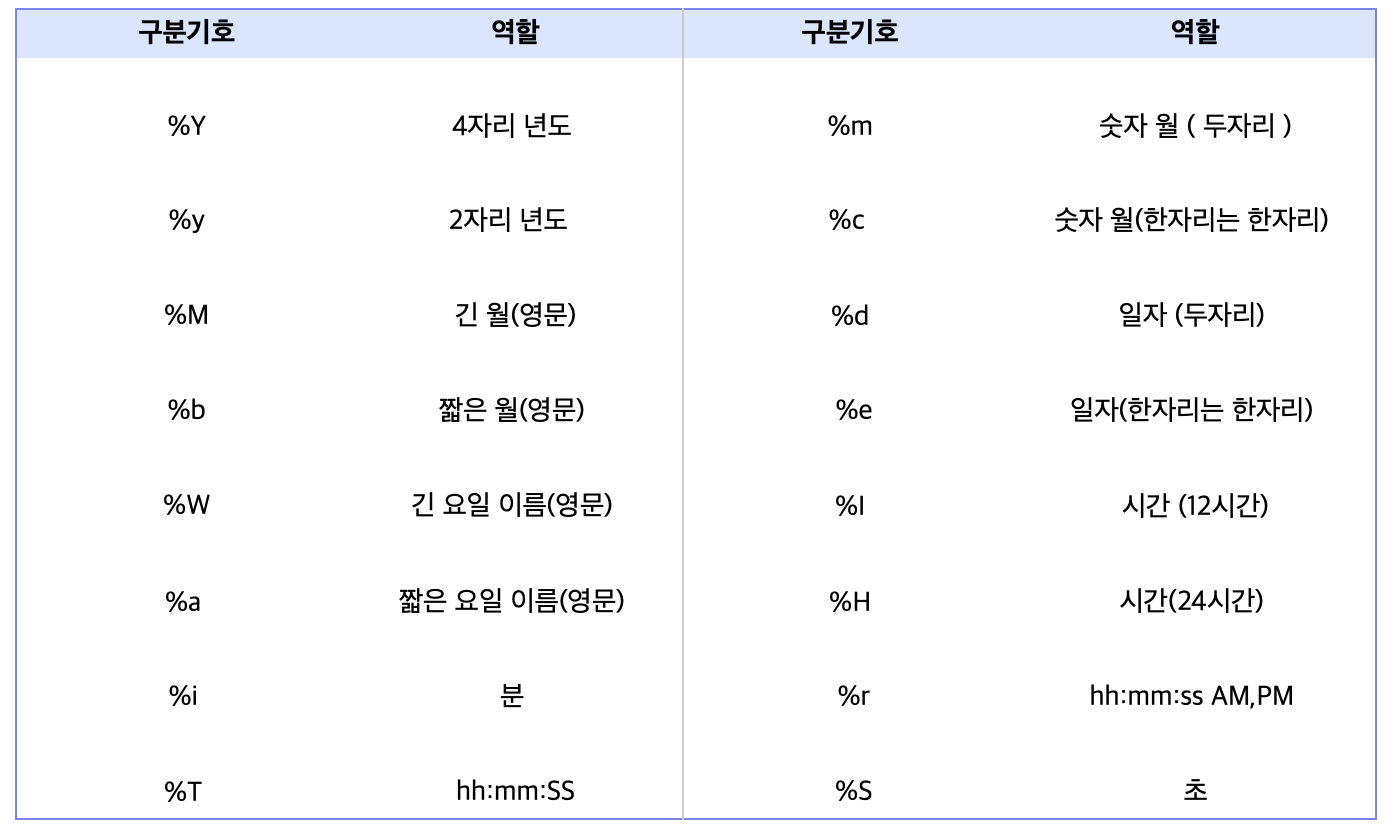 구분기호 역할 구분기호 역할
%Y 4자리 년도 %m 숫자 월 ( 두자리 )
%y 2자리 년도 %c 숫자 월(한자리는 한자리)
%M 긴 월(영문) %d 일자 (두자리)
%b 짧은 월(영문) %e 일자(한자리는 한자리)
%W 긴 요일 이름(영문) %I 시간 (12시간)
%a 짧은 요일 이름(영문) %H 시간(24시간)
%i 분 %r hh:mm:ss AM,PM
%T hh:mm:SS %S 초